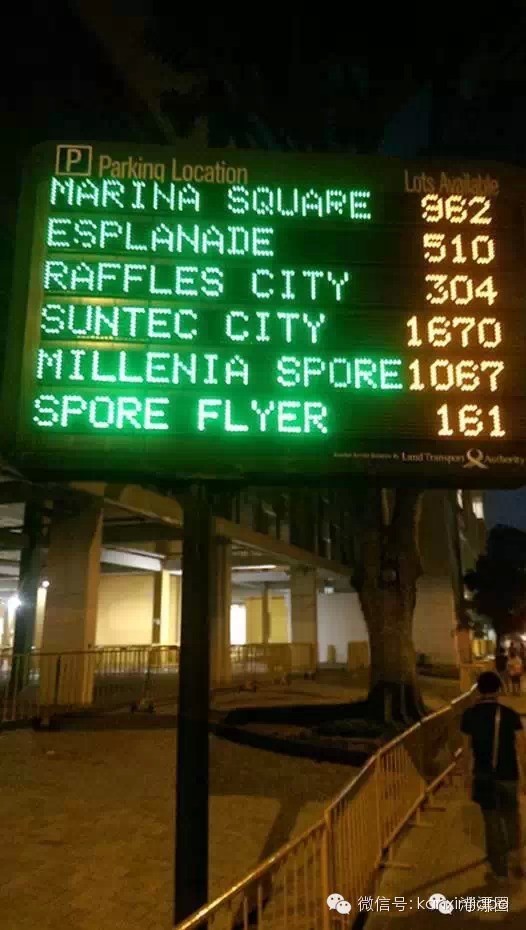 P Parking Location Lots Available
MARINA SQUARE 962
ESPLANADE 510
RAFFLES CITY 304
SUNTEC CITY 1670
MILLENIA SPORE 1067
SPORE FLYER 161
Land Transport Authority
微信号: